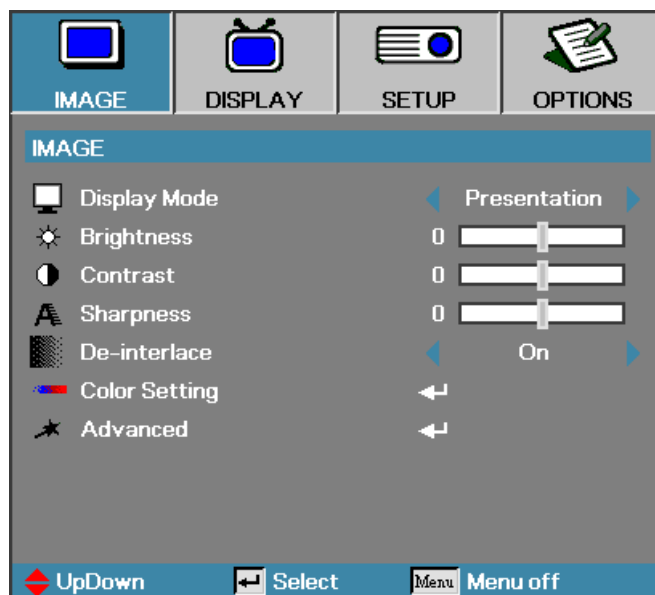 IMAGE DISPLAY SETUP OPTIONS
IMAGE
Display Mode Presentation
Brightness 0
Contrast 0
Sharpness 0
De-interlace On
Color Setting
Advanced
UpDown Select Menu Menu off